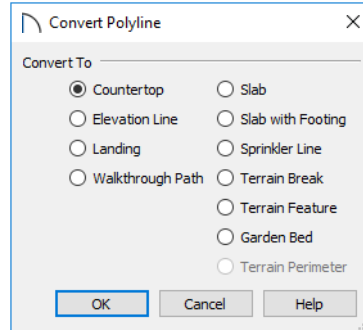 Convert Polyline
Convert To
Countertop
Slab
Elevation Line
Slab with Footing
Landing
Sprinkler Line
Walkthrough Path
Terrain Break
Terrain Feature
Garden Bed
Terrain Perimeter
OK
Cancel
Help